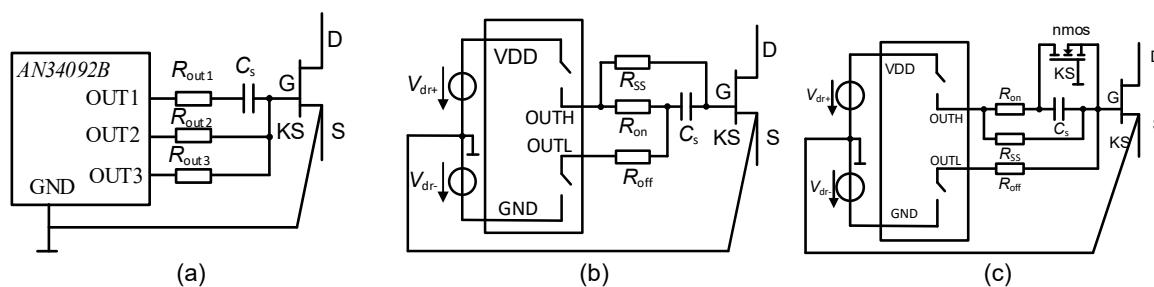 AN34092B
OUT1
OUT2
OUT3
GND
Rout1
Rout2
Rout3
Cs
G
D
KS
S
(a)
VDD
OUTH
OUTL
GND
Vdr+
Vdr-
RSS
Ron
Roff
Cs
G
D
KS
S
(b)
VDD
OUTH
OUTL
GND
Vdr+
Vdr-
nmos
KS
Ron
Cs
RSS
Roff
G
D
KS
S
(c)